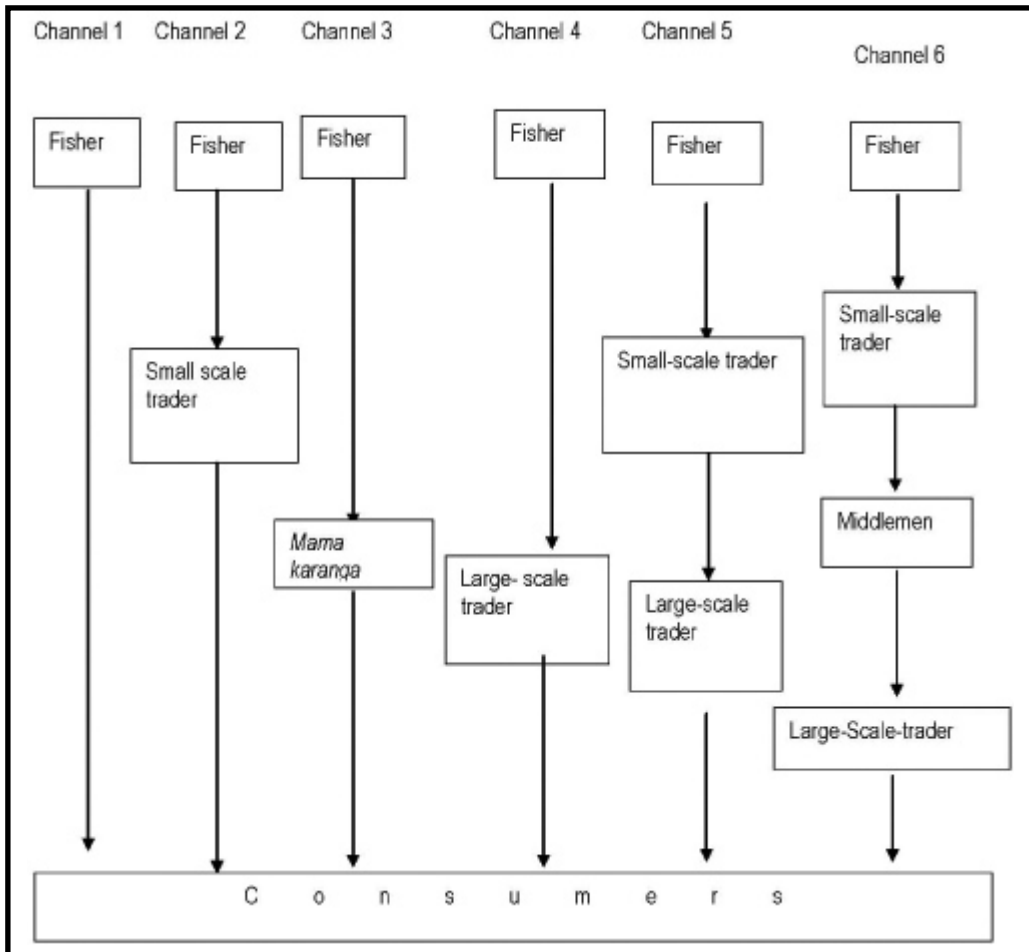 Channel 1
Channel 2
Channel 3
Channel 4
Channel 5
Channel 6
Fisher
Fisher
Fisher
Fisher
Fisher
Fisher
Small-scale
trader
Small scale
trader
Small-scale trader
Middlemen
Mama
karanga
Large- scale
trader
Large-scale
trader
Large-Scale-trader
C o n s u m e r s